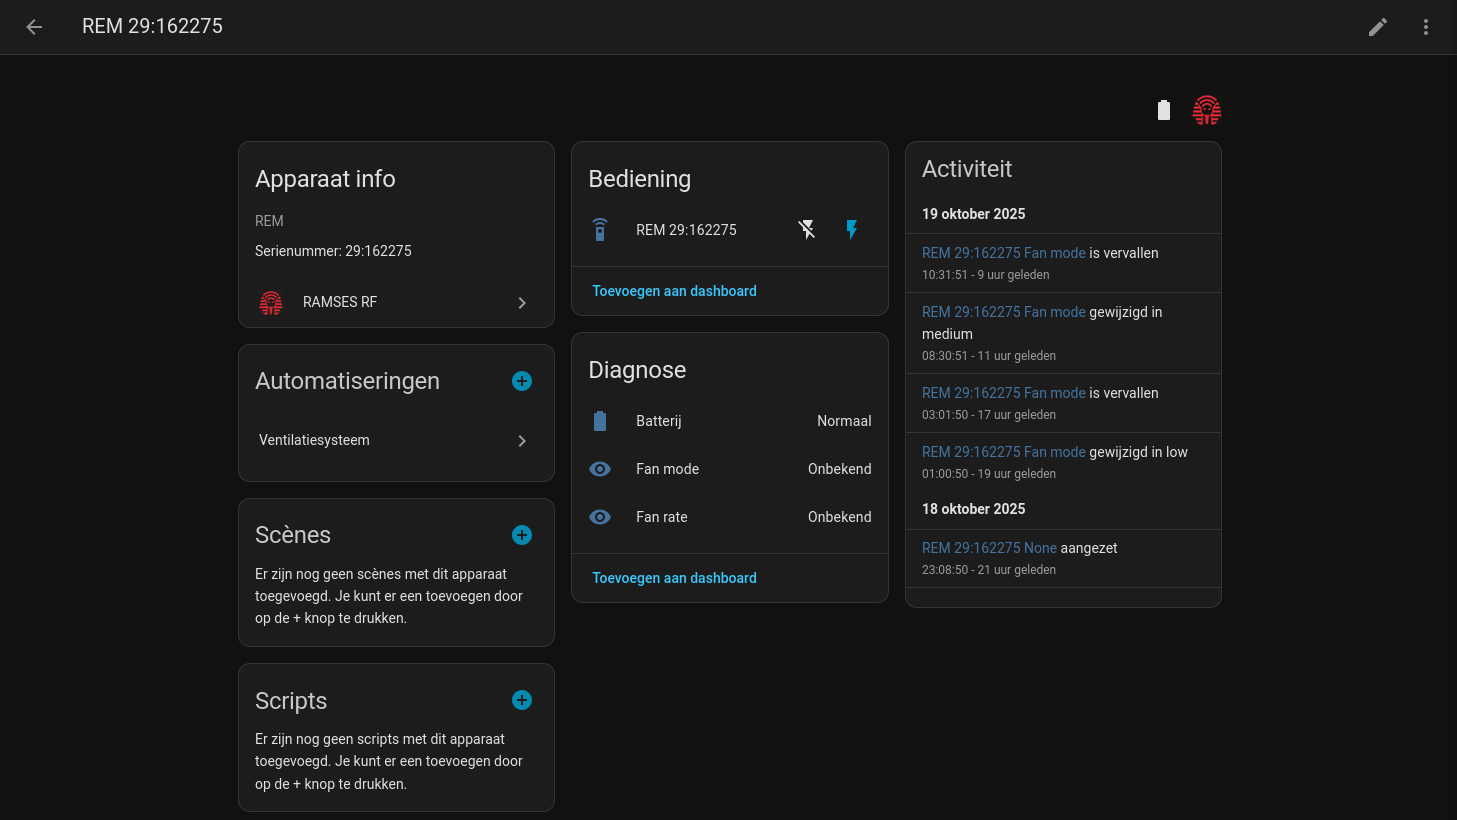 REM 29:162275
Apparaat info
REM
Serienummer: 29:162275
RAMSES RF
Automatiseringen
Ventilatiesysteem
Scènes
Er zijn nog geen scènes met dit apparaat
toegevoegd. Je kunt er een toevoegen door
op de + knop te drukken.
Scripts
Er zijn nog geen scripts met dit apparaat
toegevoegd. Je kunt er een toevoegen door
op de + knop te drukken.
Bediening
REM 29:162275
Toevoegen aan dashboard
Diagnose
Batterij Normaal
Fan mode Onbekend
Fan rate Onbekend
Toevoegen aan dashboard
Activiteit
19 oktober 2025
REM 29:162275 Fan mode is vervallen
10:31:51 - 9 uur geleden
REM 29:162275 Fan mode gewijzigd in
medium
08:30:51 - 11 uur geleden
REM 29:162275 Fan mode is vervallen
03:01:50 - 17 uur geleden
REM 29:162275 Fan mode gewijzigd in low
01:00:50 - 19 uur geleden
18 oktober 2025
REM 29:162275 None aangezet
23:08:50 - 21 uur geleden